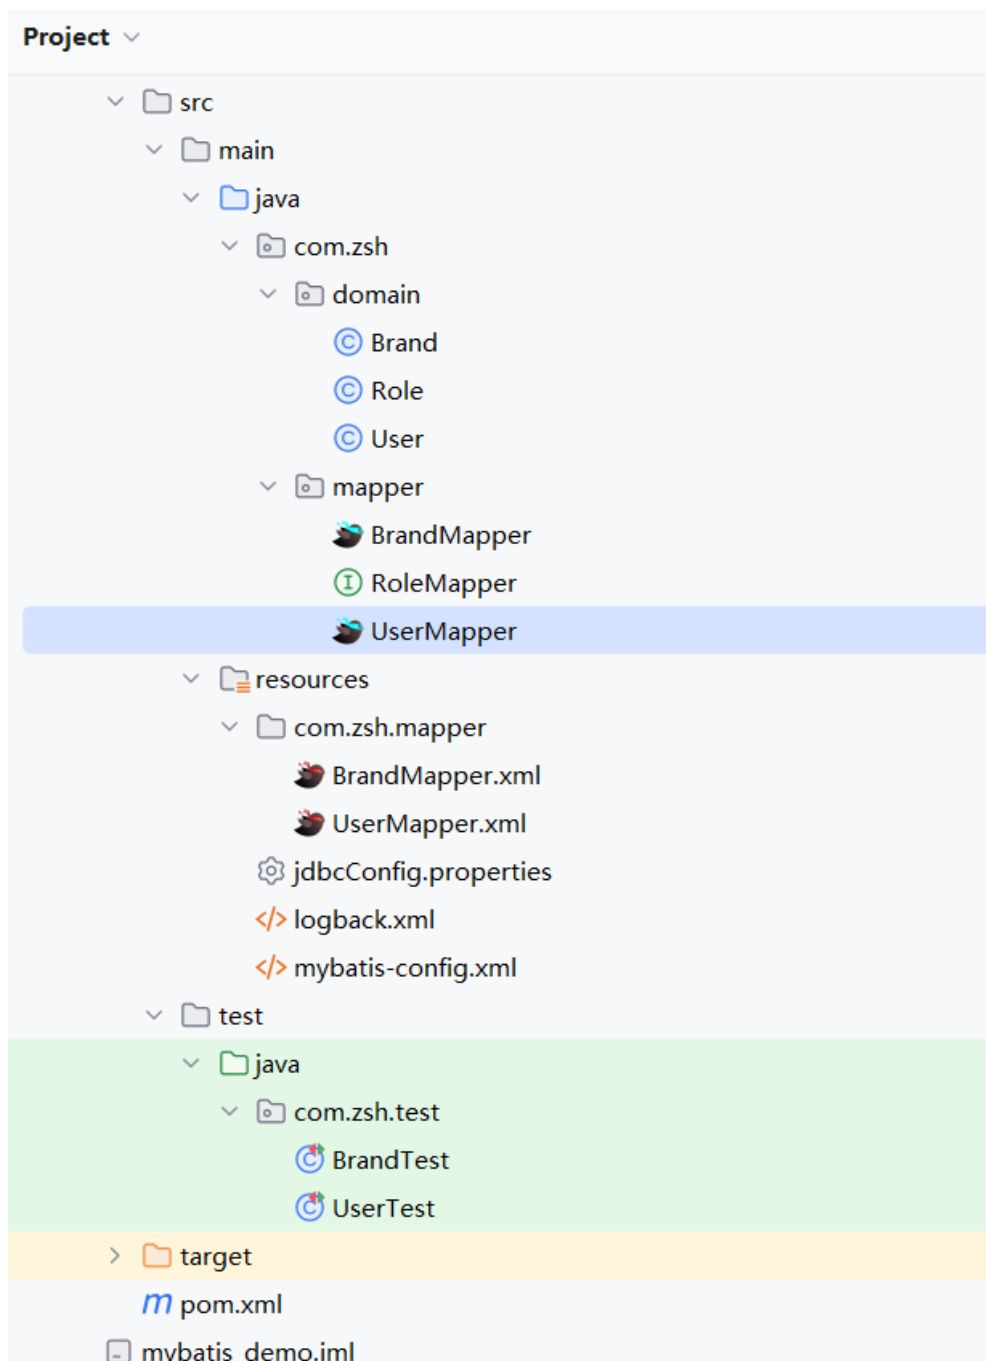 Project
src
main
java
com.zsh
domain
Brand
Role
User
mapper
BrandMapper
RoleMapper
UserMapper
resources
com.zsh.mapper
BrandMapper.xml
UserMapper.xml
jdbcConfig.properties
logback.xml
mybatis-config.xml
test
java
com.zsh.test
BrandTest
UserTest
target
pom.xml
mybatis_demo.iml